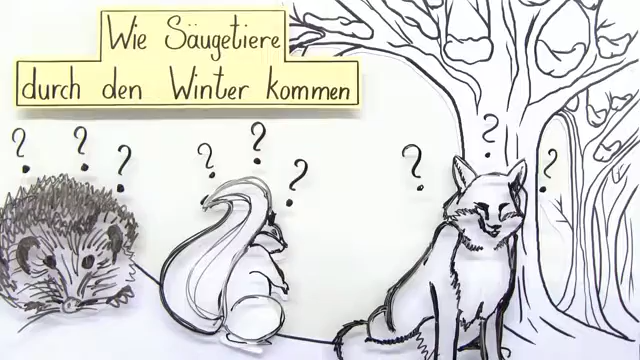 Wie Säugetiere
durch den Winter kommen
? ? ? ? ? ? ? ? ?